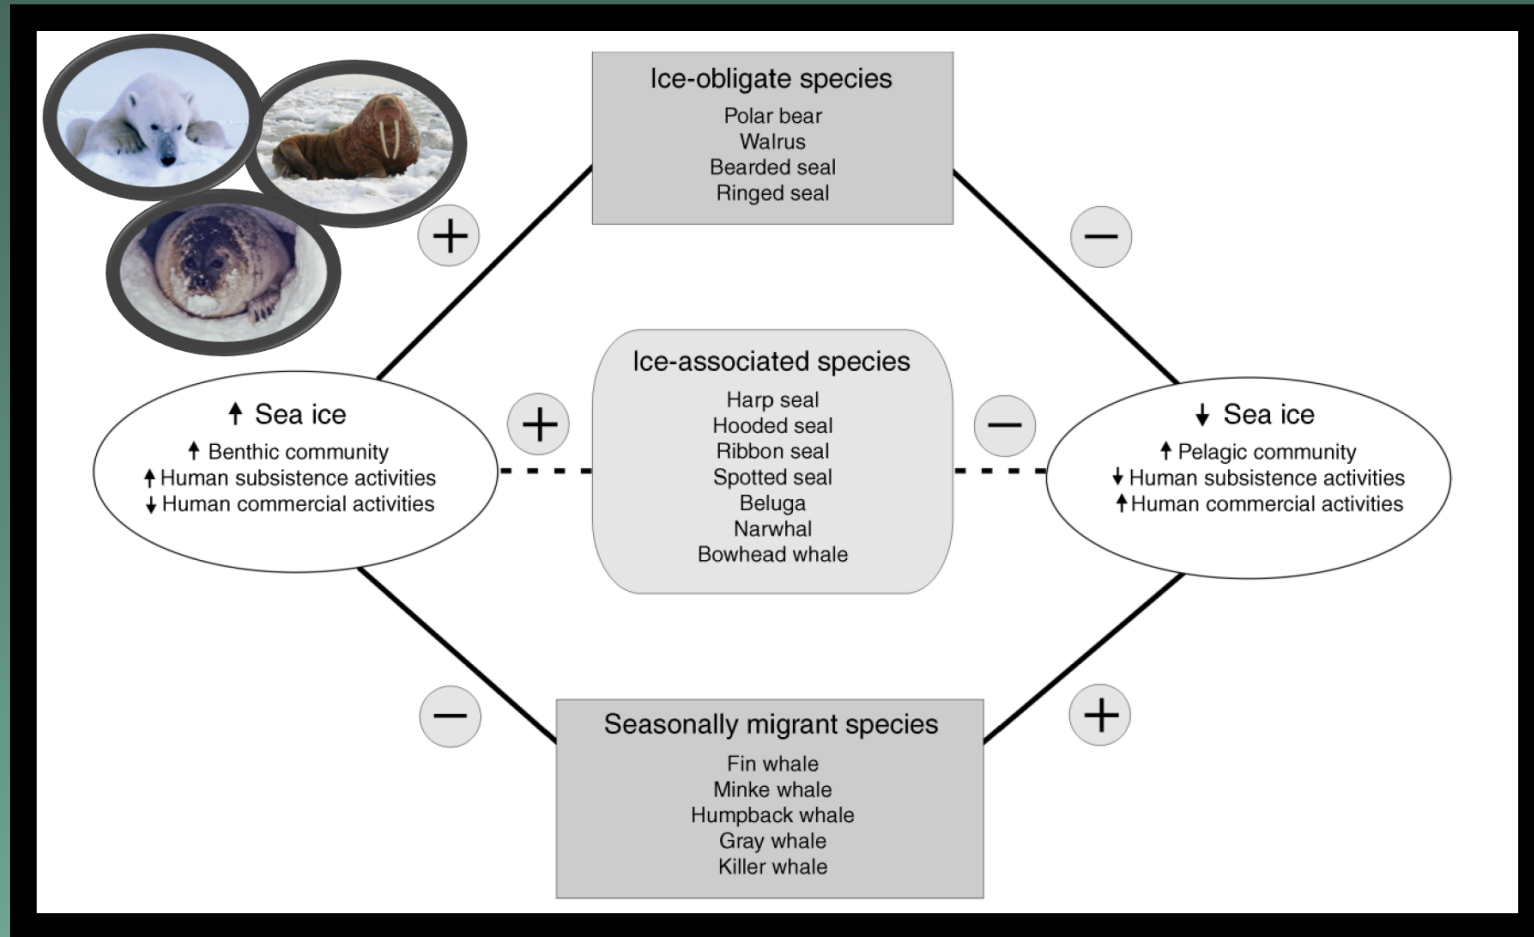 Ice-obligate species
Polar bear
Walrus
Bearded seal
Ringed seal
+
−
Ice-associated species
Harp seal
Hooded seal
Ribbon seal
Spotted seal
Beluga
Narwhal
Bowhead whale
+
−
↑ Sea ice
↑ Benthic community
↑ Human subsistence activities
↓ Human commercial activities
↓ Sea ice
↑ Pelagic community
↓ Human subsistence activities
↑ Human commercial activities
−
+
Seasonally migrant species
Fin whale
Minke whale
Humpback whale
Gray whale
Killer whale